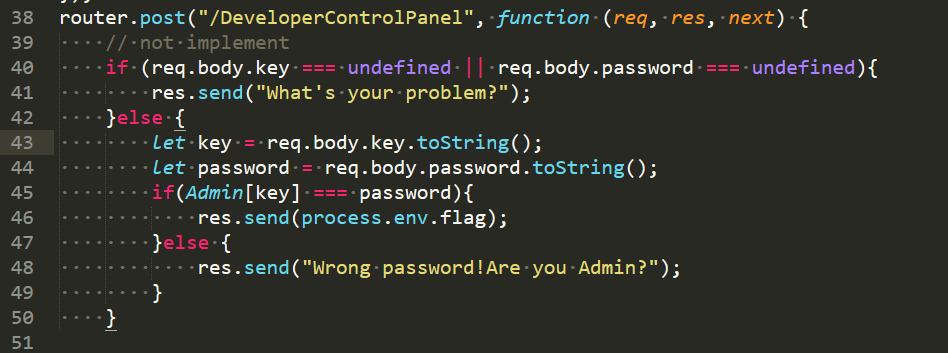 38 router.post("/DeveloperControlPanel", function (req, res, next) {
39     // not implement
40     if (req.body.key === undefined || req.body.password === undefined){
41         res.send("What's your problem?");
42     }else {
43         let key = req.body.key.toString();
44         let password = req.body.password.toString();
45         if(Admin[key] === password){
46             res.send(process.env.flag);
47         }else {
48             res.send("Wrong password!Are you Admin?");
49         }
50     }
51